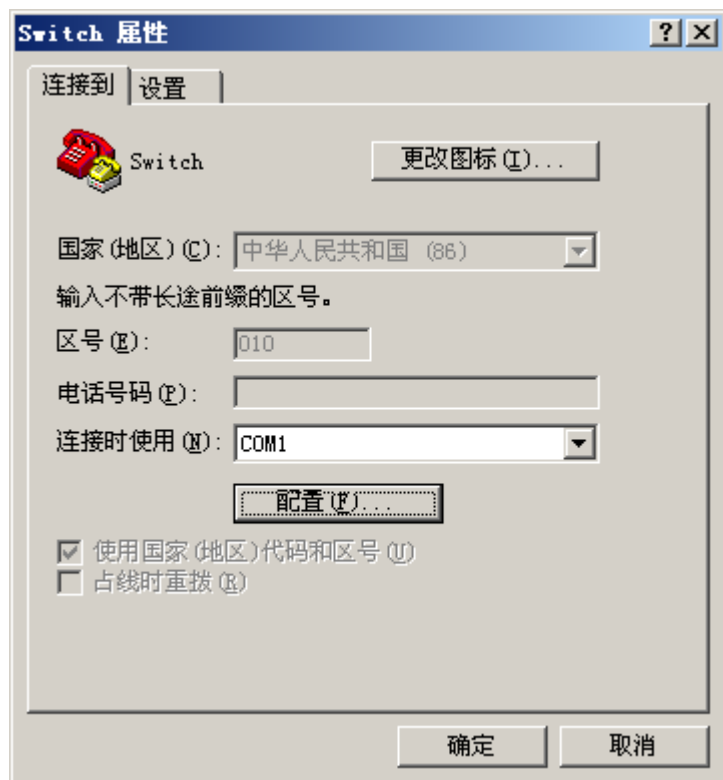 Switch 属性
连接到 设置
Switch 更改图标(I)...
国家(地区)(C): 中华人民共和国 (86)
输入不带长途前缀的区号。
区号(E): 010
电话号码(P):
连接时使用(N): COM1
配置(F)...
使用国家(地区)代码和区号(U)
占线时重拨(R)
确定 取消